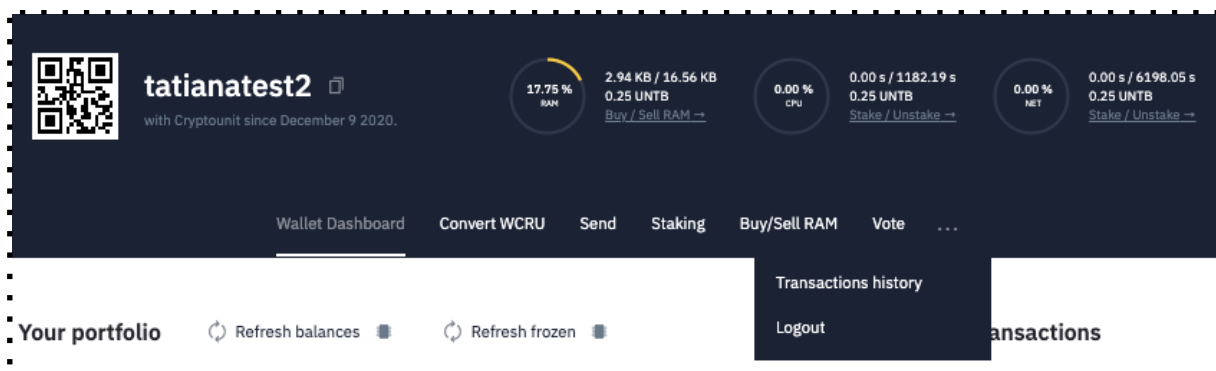 tatianatest2
with Cryptounit since December 9 2020.
17.75 %
RAM
2.94 KB / 16.56 KB
0.25 UNTB
Buy / Sell RAM →
0.00 %
CPU
0.00 s / 1182.19 s
0.25 UNTB
Stake / Unstake →
0.00 %
NET
0.00 s / 6198.05 s
0.25 UNTB
Stake / Unstake →
Wallet Dashboard Convert WCRU Send Staking Buy/Sell RAM Vote ...
Transactions history
Logout
Your portfolio Refresh balances Refresh frozen ansactions